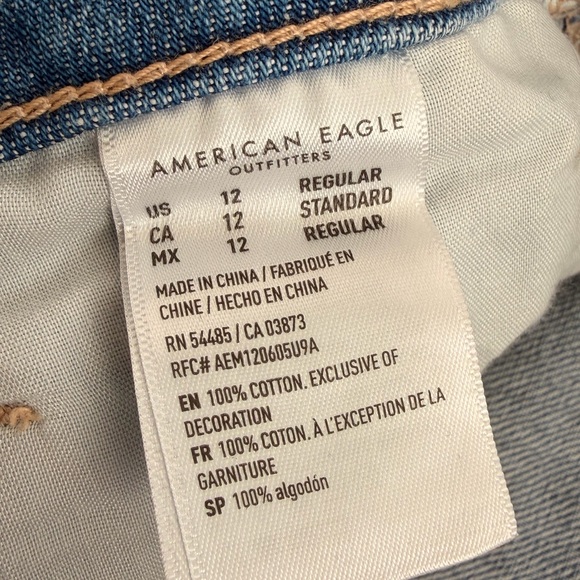 AMERICAN EAGLE
OUTFITTERS
US 12 REGULAR
CA 12 STANDARD
MX 12 REGULAR
MADE IN CHINA / FABRIQUÉ EN
CHINE / HECHO EN CHINA
RN 54485 / CA 03873
RFC# AEM120605U9A
EN 100% COTTON. EXCLUSIVE OF
DECORATION
FR 100% COTON. À L'EXCEPTION DE LA
GARNITURE
SP 100% algodón